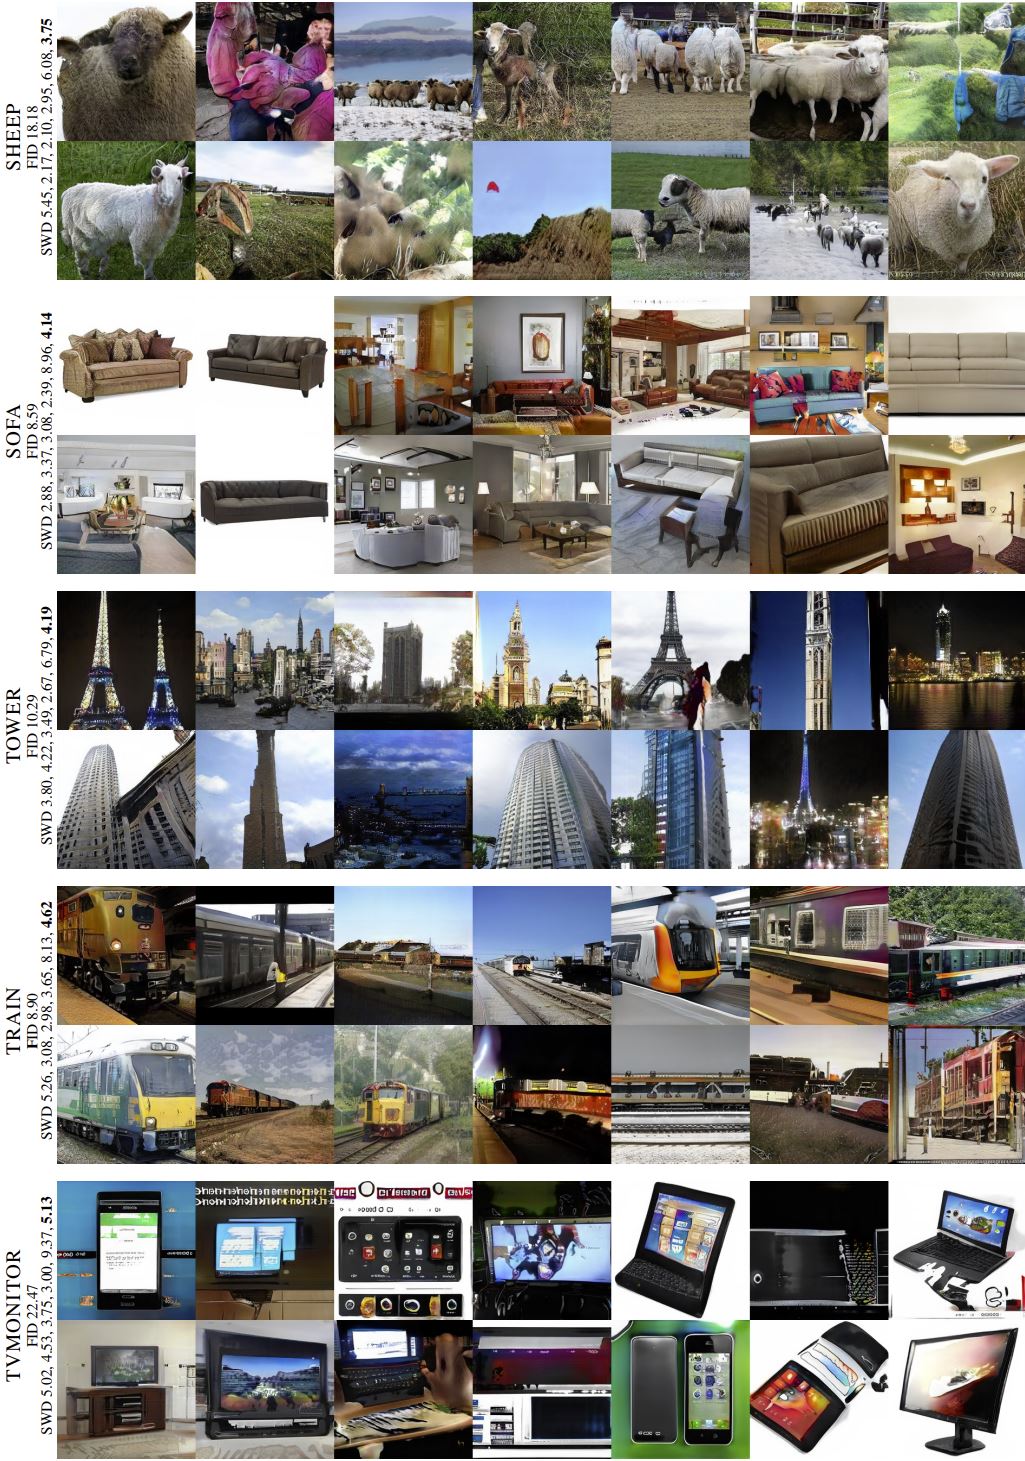 SHEEP
FID 18.18
SWD 5.45, 2.17, 2.10, 2.95, 6.08, 3.75
SOFA
FID 8.59
SWD 2.88, 3.37, 3.08, 2.39, 8.96, 4.14
TOWER
FID 10.29
SWD 3.80, 4.22, 3.49, 2.67, 6.79, 4.19
TRAIN
FID 8.90
SWD 5.26, 3.08, 2.98, 3.65, 8.13, 4.62
TVMONITOR
FID 22.47
SWD 5.02, 4.53, 3.75, 3.00, 9.37, 5.13